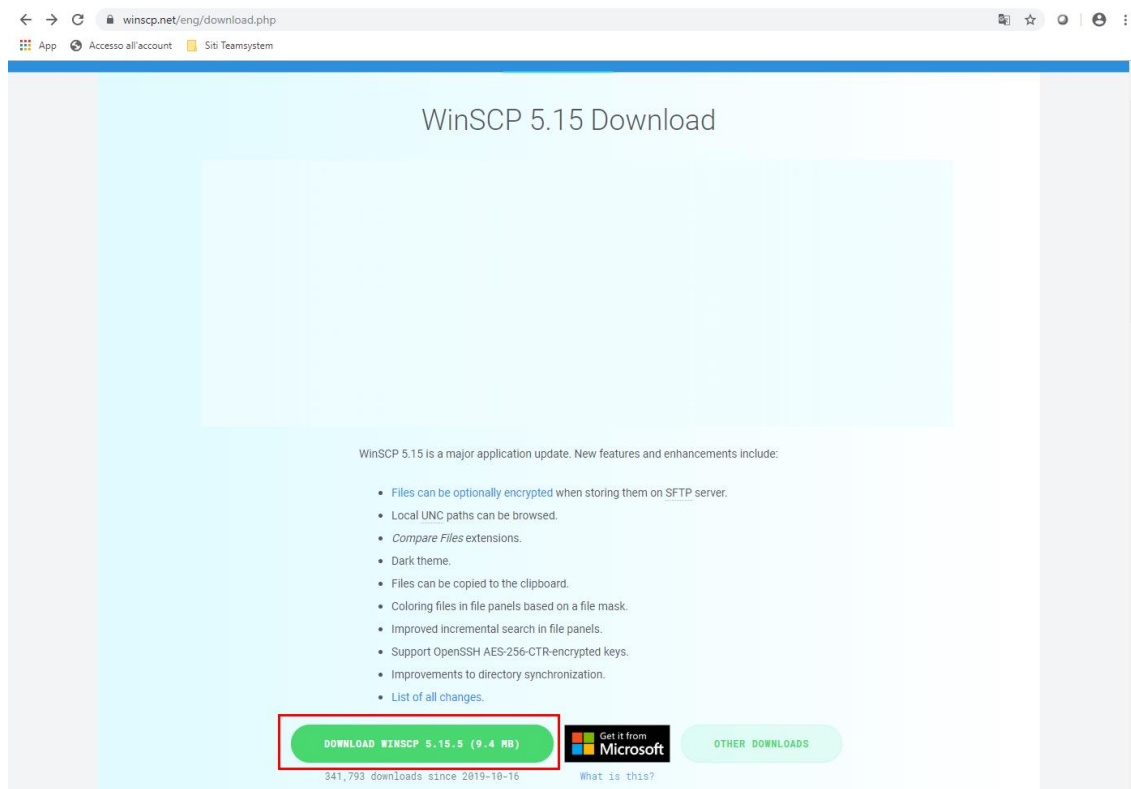 winscp.net/eng/download.php
App Accesso all'account Siti Teamsystem
WinSCP 5.15 Download
WinSCP 5.15 is a major application update. New features and enhancements include:
• Files can be optionally encrypted when storing them on SFTP server.
• Local UNC paths can be browsed.
• Compare Files extensions.
• Dark theme.
• Files can be copied to the clipboard.
• Coloring files in file panels based on a file mask.
• Improved incremental search in file panels.
• Support OpenSSH AES-256-CTR-encrypted keys.
• Improvements to directory synchronization.
• List of all changes.
DOWNLOAD WINSCP 5.15.5 (9.4 MB)
Get it from
Microsoft
OTHER DOWNLOADS
341,793 downloads since 2019-10-16
What is this?